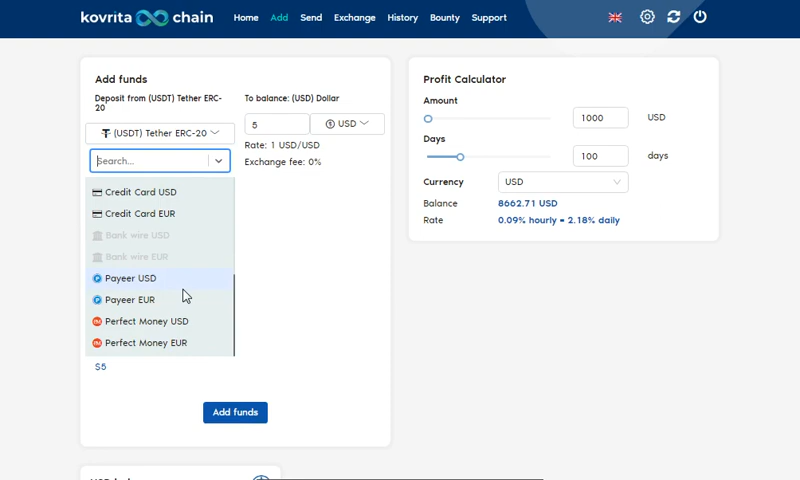 kovrita chain Home Add Send Exchange History Bounty Support
Add funds
Deposit from (USDT) Tether ERC-
20
To balance: (USD) Dollar
(USDT) Tether ERC-20
5
USD
Rate: 1 USD/USD
Exchange fee: 0%
Search...
Credit Card USD
Credit Card EUR
Bank wire USD
Bank wire EUR
Payeer USD
Payeer EUR
Perfect Money USD
Perfect Money EUR
$5
Add funds
Profit Calculator
Amount
1000 USD
Days
100 days
Currency USD
Balance 8662.71 USD
Rate 0.09% hourly = 2.18% daily